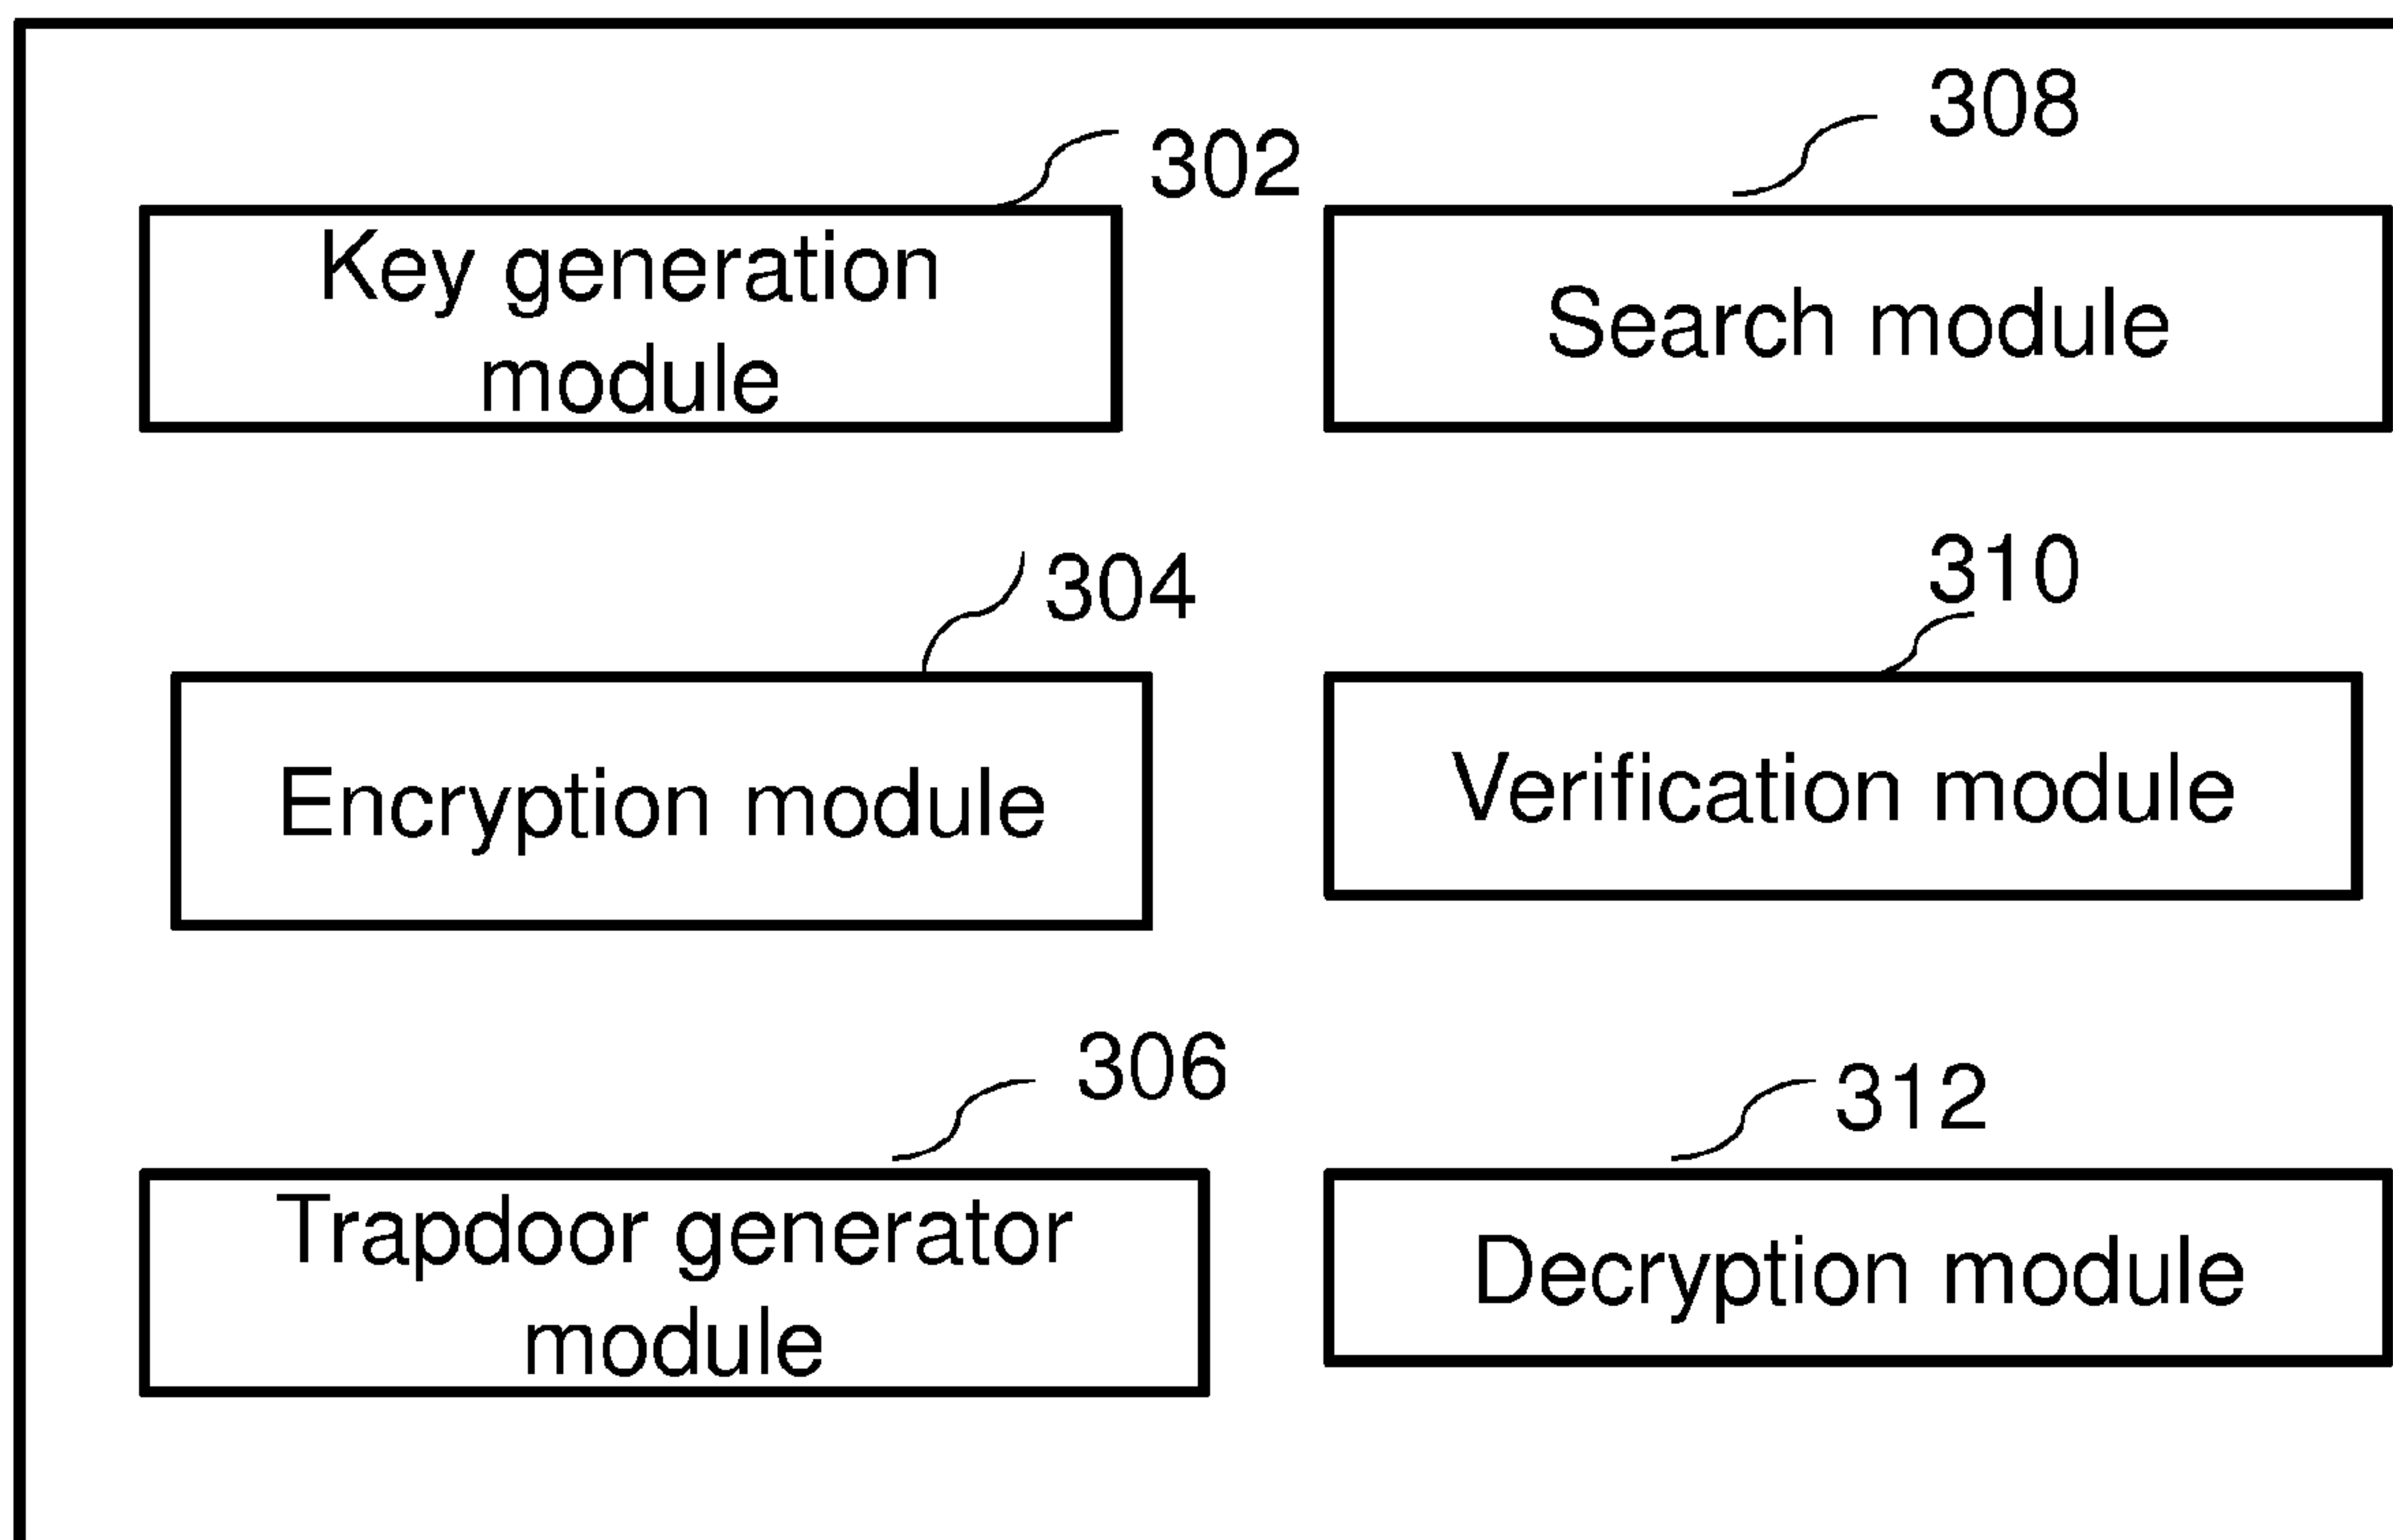 302
Key generation
module
308
Search module
304
Encryption module
310
Verification module
306
Trapdoor generator
module
312
Decryption module